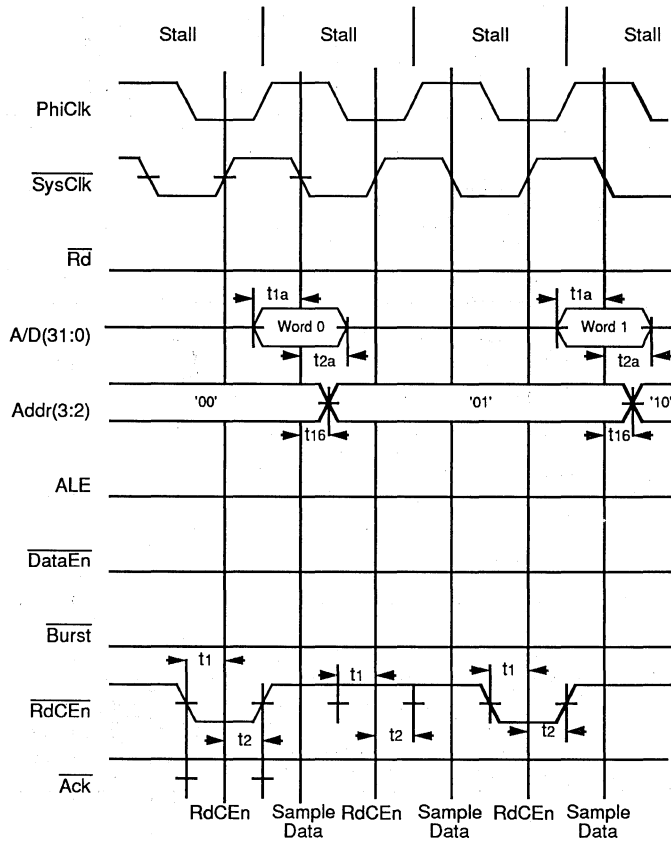 Stall Stall Stall Stall
PhiClk
SysClk
Rd
t1a t1a
A/D(31:0) Word 0 Word 1
t2a t2a
Addr(3:2) '00' '01' '10'
t16 t16
ALE
DataEn
Burst
t1 t1 t1
RdCEn
t2 t2 t2
Ack
RdCEn Sample Data RdCEn Sample Data RdCEn Sample Data